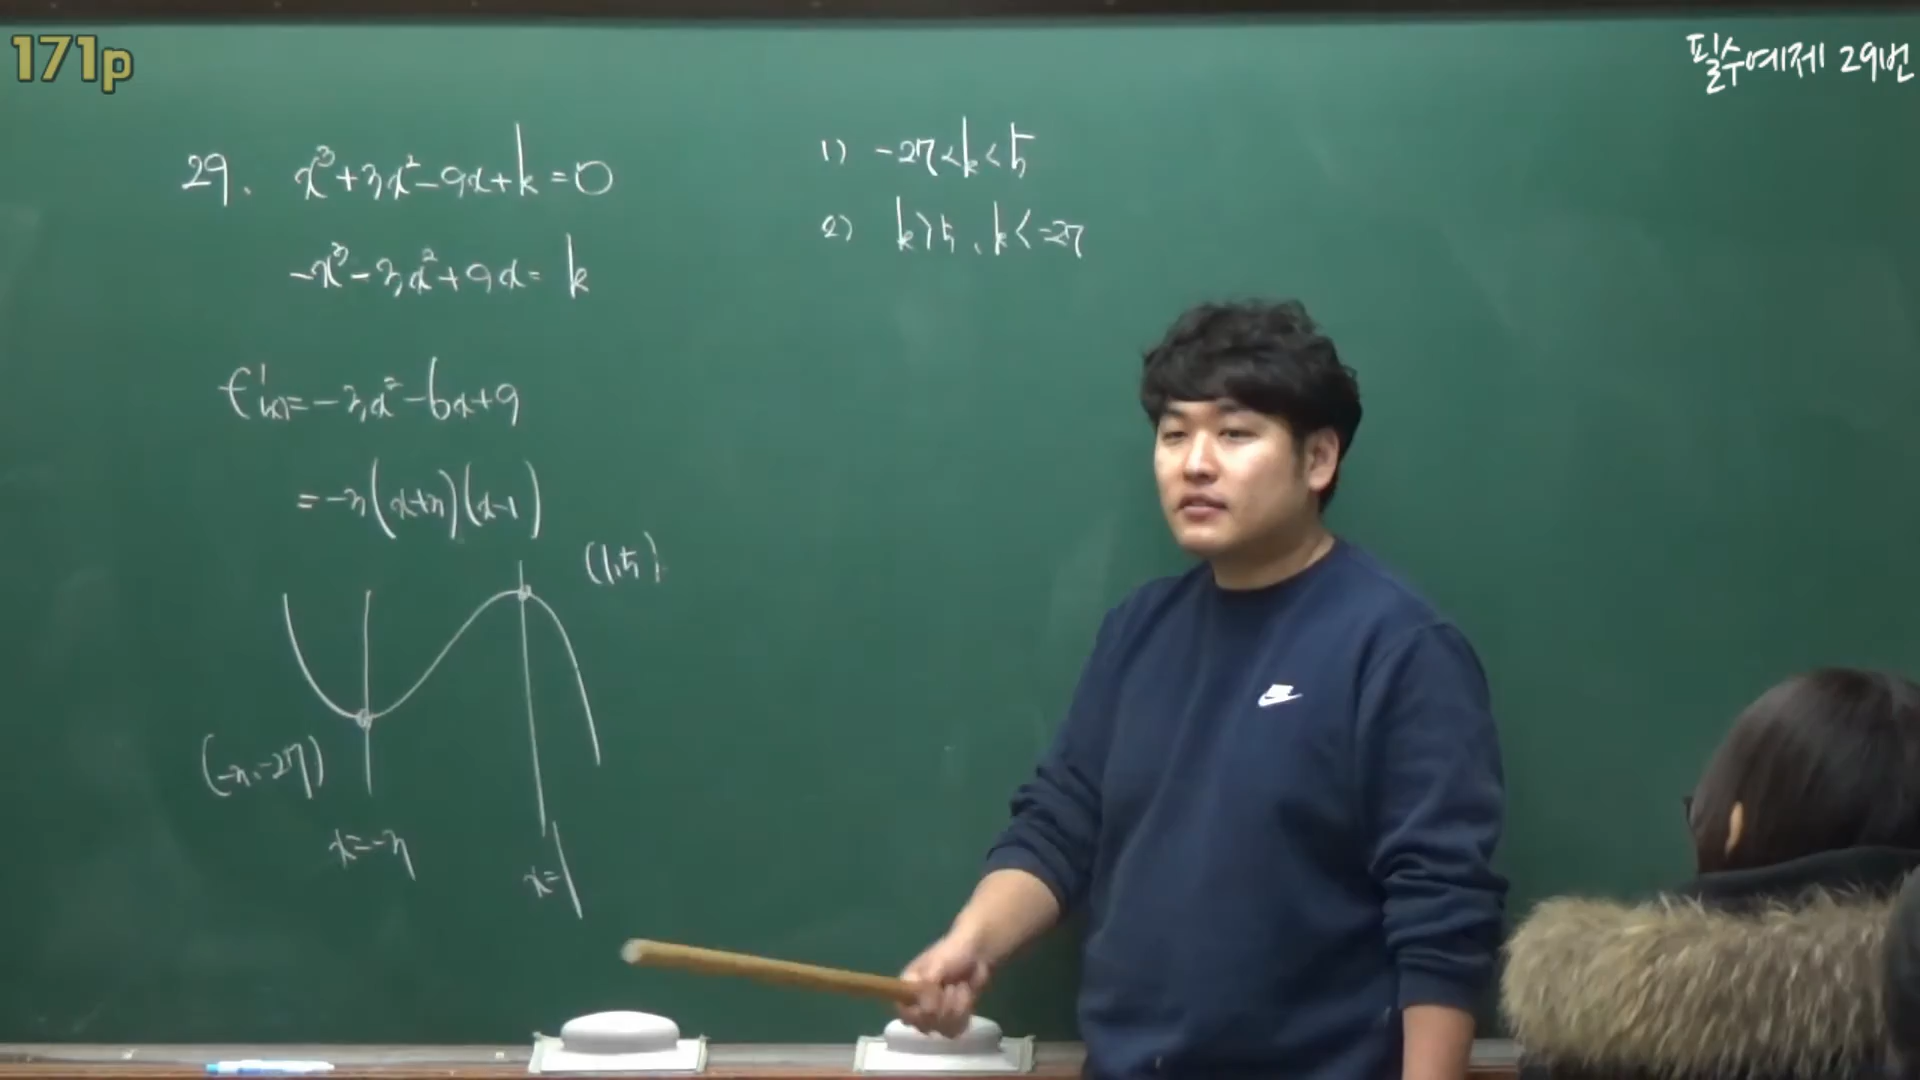 171p
필수예제 29번
29. x³+3x²-9x+k=0
-x³-3x²+9x=k
f'(x)=-3x²-6x+9
=-3(x+3)(x-1)
(1,5)
(-3,-27)
x=-3
x=1
1) -27<k<5
2) k>5, k<-27